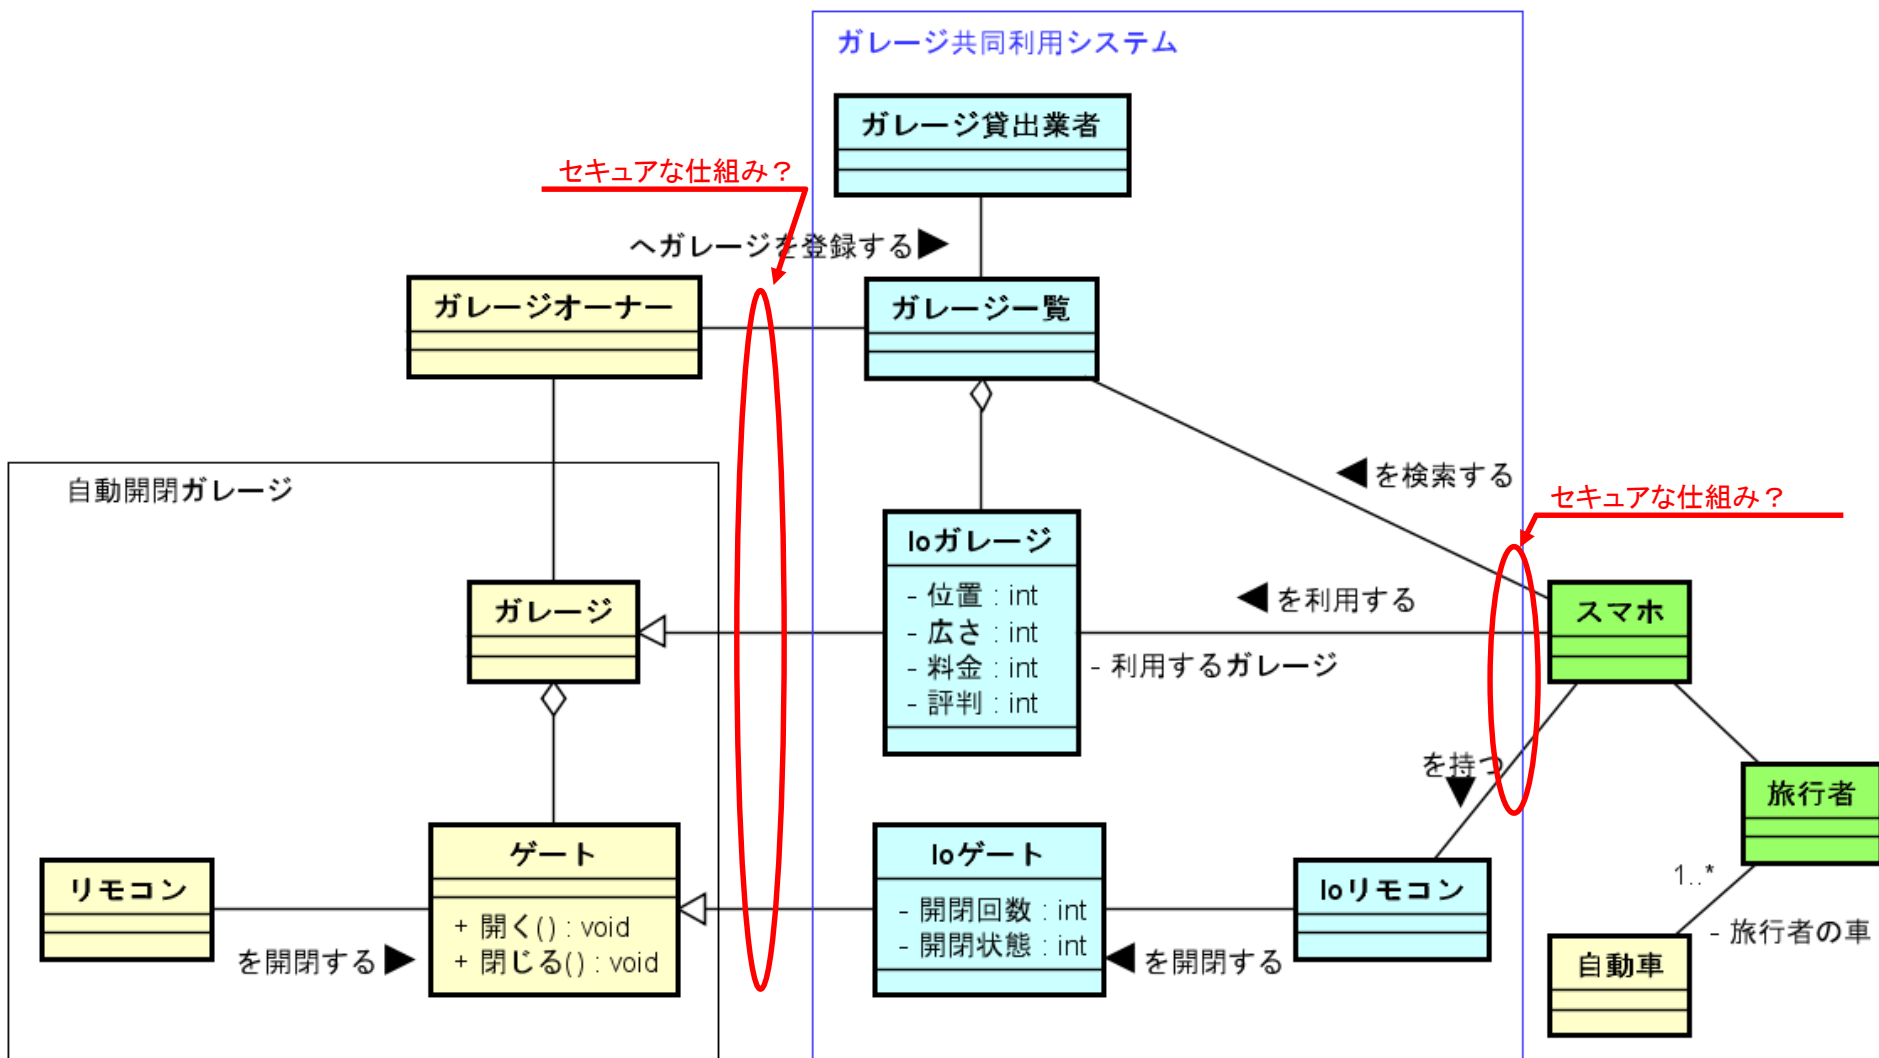 ガレージ共同利用システム
ガレージ貸出業者
セキュアな仕組み？
へガレージを登録する▶
ガレージオーナー
ガレージ一覧
◀を検索する
自動開閉ガレージ
セキュアな仕組み？
Ioガレージ
- 位置 : int
- 広さ : int
- 料金 : int
- 評判 : int
◀を利用する
- 利用するガレージ
ガレージ
スマホ
を持つ
▼
旅行者
1..*
- 旅行者の車
自動車
リモコン
を開閉する▶
ゲート
+ 開く() : void
+ 閉じる() : void
Ioゲート
- 開閉回数 : int
- 開閉状態 : int
◀を開閉する
Ioリモコン